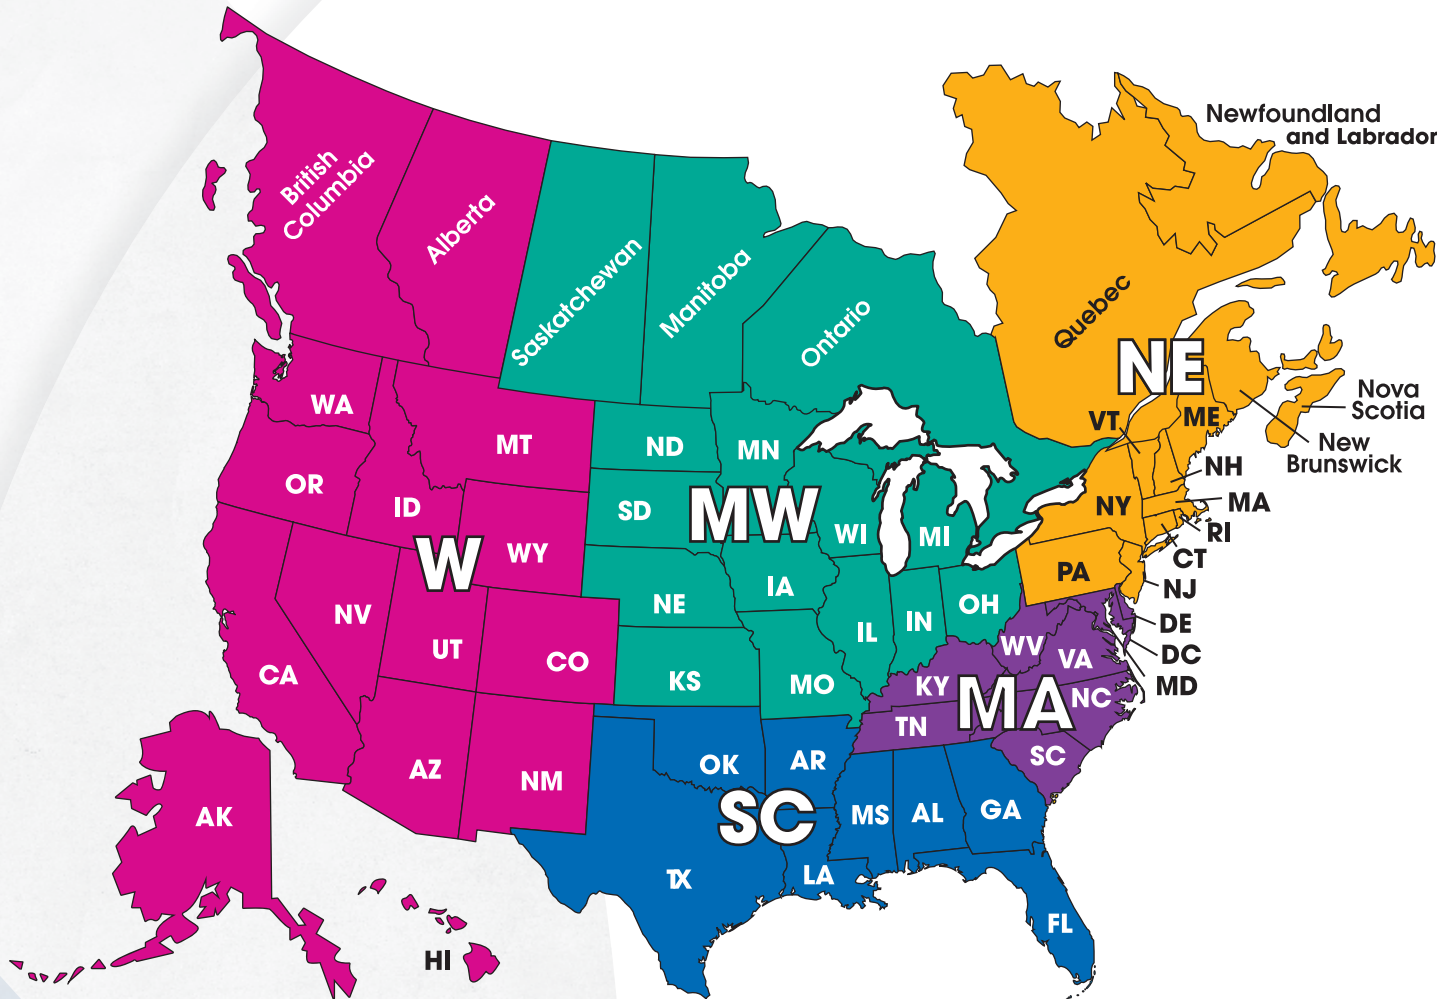 Newfoundland
and Labrador
British
Columbia
Alberta
Saskatchewan
Manitoba
Ontario
Quebec
NE
Nova
Scotia
New
Brunswick
VT
ME
NH
MA
RI
CT
NJ
DE
DC
MD
WA
MT
ND
MN
OR
ID
SD
MW
WI
MI
NY
W
WY
IA
PA
NV
NE
IL
IN
OH
UT
CO
KS
MO
WV
VA
CA
KY
MA
NC
TN
SC
AZ
NM
OK
AR
AK
SC
MS
AL
GA
TX
LA
FL
HI